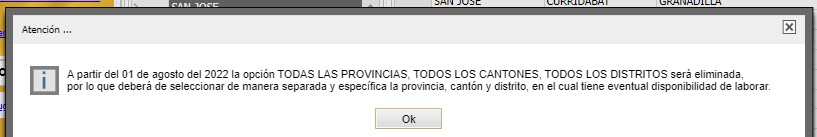 SAN JOSE
SAN JOSE CURRIDABAT GRANADILLA
Atención ...
A partir del 01 de agosto del 2022 la opción TODAS LAS PROVINCIAS, TODOS LOS CANTONES, TODOS LOS DISTRITOS será eliminada,
por lo que deberá de seleccionar de manera separada y específica la provincia, cantón y distrito, en el cual tiene eventual disponibilidad de laborar.
Ok